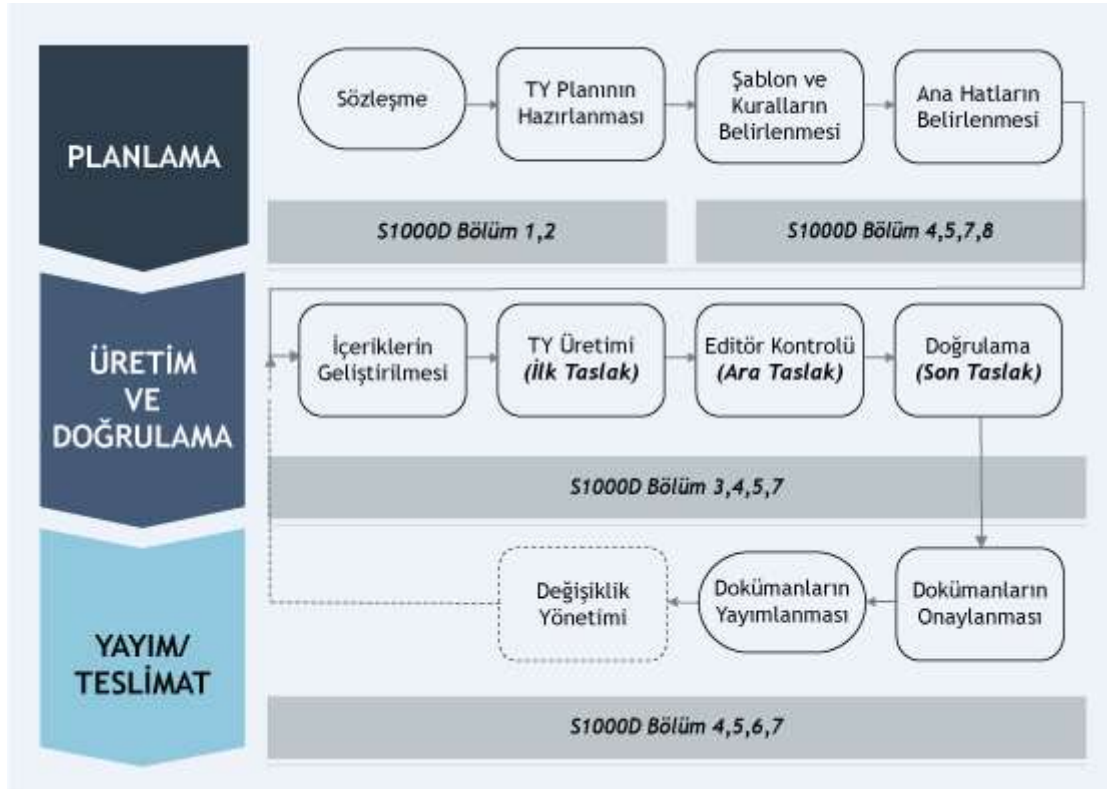 PLANLAMA
Sözleşme
TY Planının
Hazırlanması
Şablon ve
Kuralların
Belirlenmesi
Ana Hatların
Belirlenmesi
S1000D Bölüm 1,2
S1000D Bölüm 4,5,7,8
ÜRETİM
VE
DOĞRULAMA
İçeriklerin
Geliştirilmesi
TY Üretimi
(İlk Taslak)
Editör Kontrolü
(Ara Taslak)
Doğrulama
(Son Taslak)
S1000D Bölüm 3,4,5,7
YAYIM/
TESLİMAT
Değişiklik
Yönetimi
Dokümanların
Yayımlanması
Dokümanların
Onaylanması
S1000D Bölüm 4,5,6,7